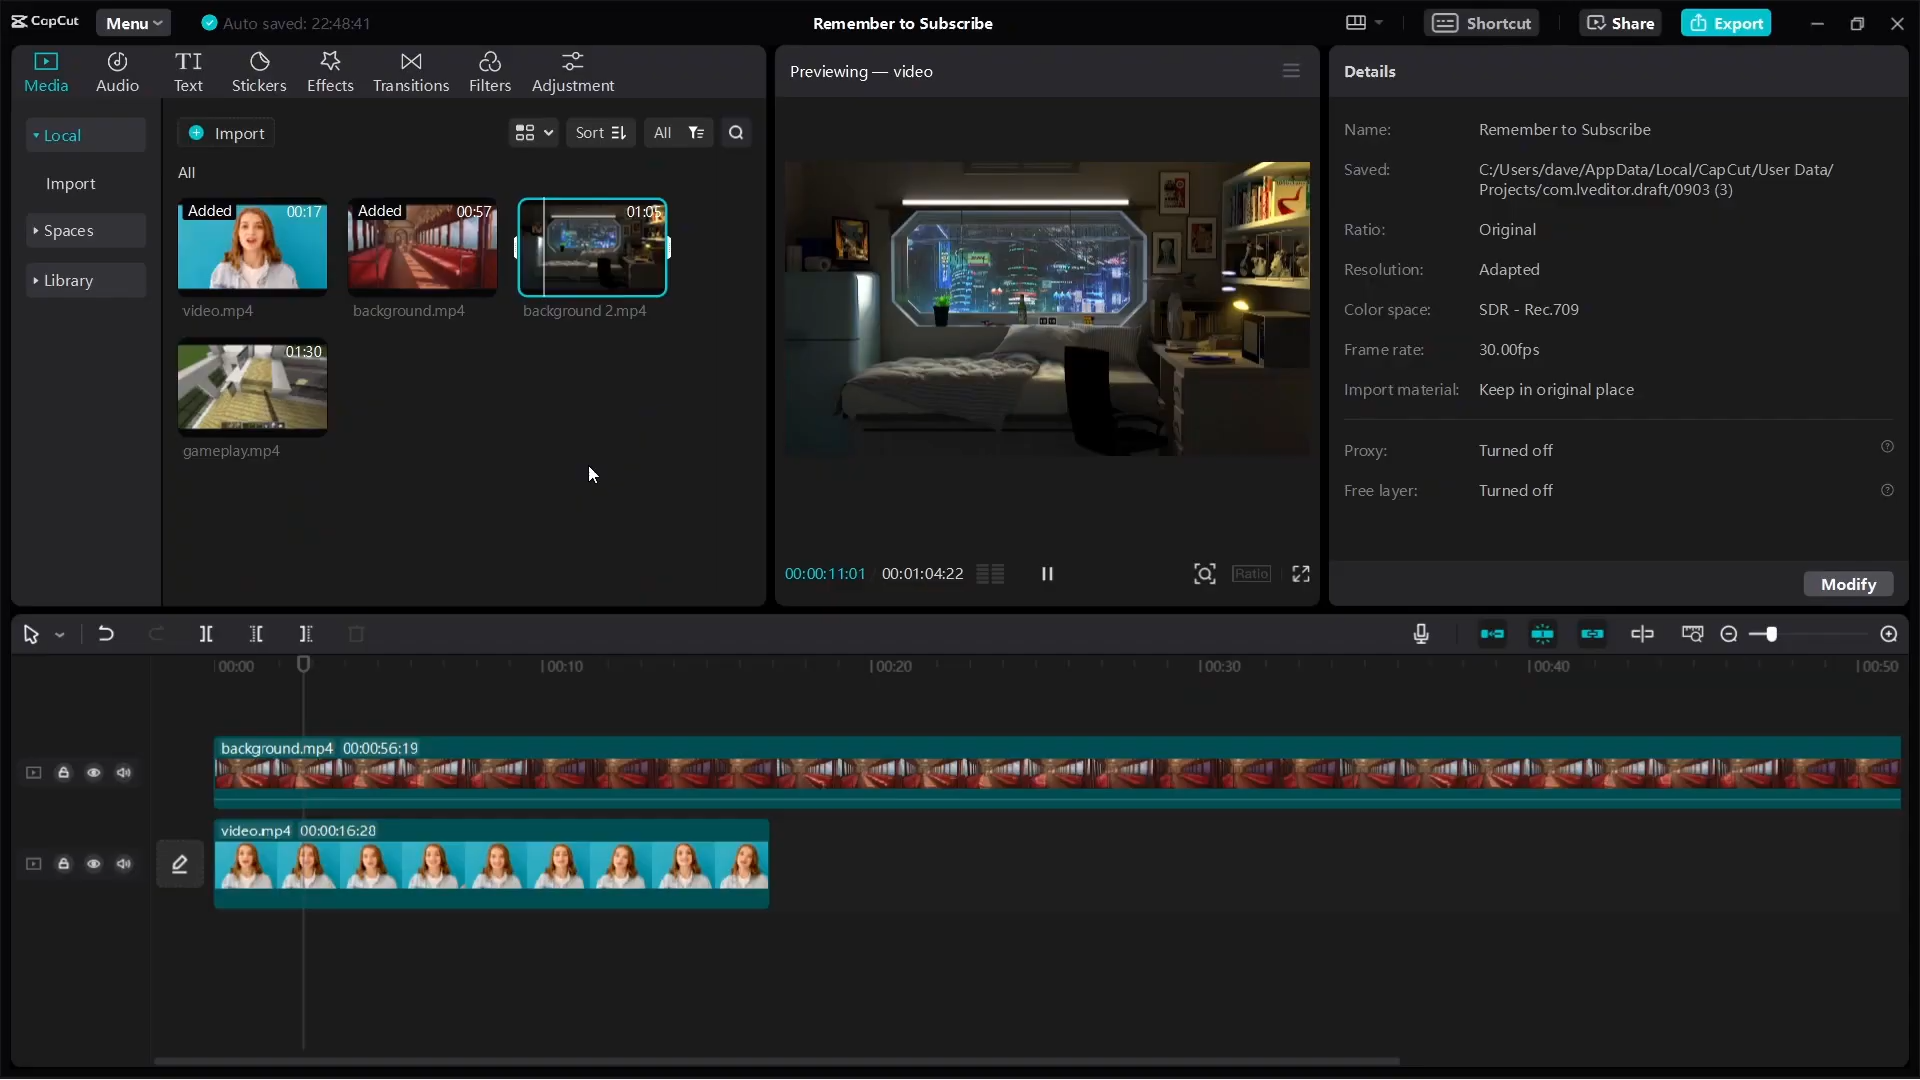 CapCut
Menu
Auto saved: 22:48:41
Remember to Subscribe
Shortcut
Share
Export
Media
Audio
Text
Stickers
Effects
Transitions
Filters
Adjustment
Previewing — video
Details
Local
Import
Spaces
Library
Import
Sort
All
All
Added 00:17
Added 00:57
01:05
video.mp4
background.mp4
background 2.mp4
01:30
gameplay.mp4
00:00:11:01
00:01:04:22
Ratio
Name: Remember to Subscribe
Saved: C:/Users/dave/AppData/Local/CapCut/User Data/
Projects/com.lveditor.draft/0903 (3)
Ratio: Original
Resolution: Adapted
Color space: SDR - Rec.709
Frame rate: 30.00fps
Import material: Keep in original place
Proxy: Turned off
Free layer: Turned off
Modify
00:00
00:10
00:20
00:30
00:40
00:50
background.mp4 00:00:56:19
video.mp4 00:00:16:28